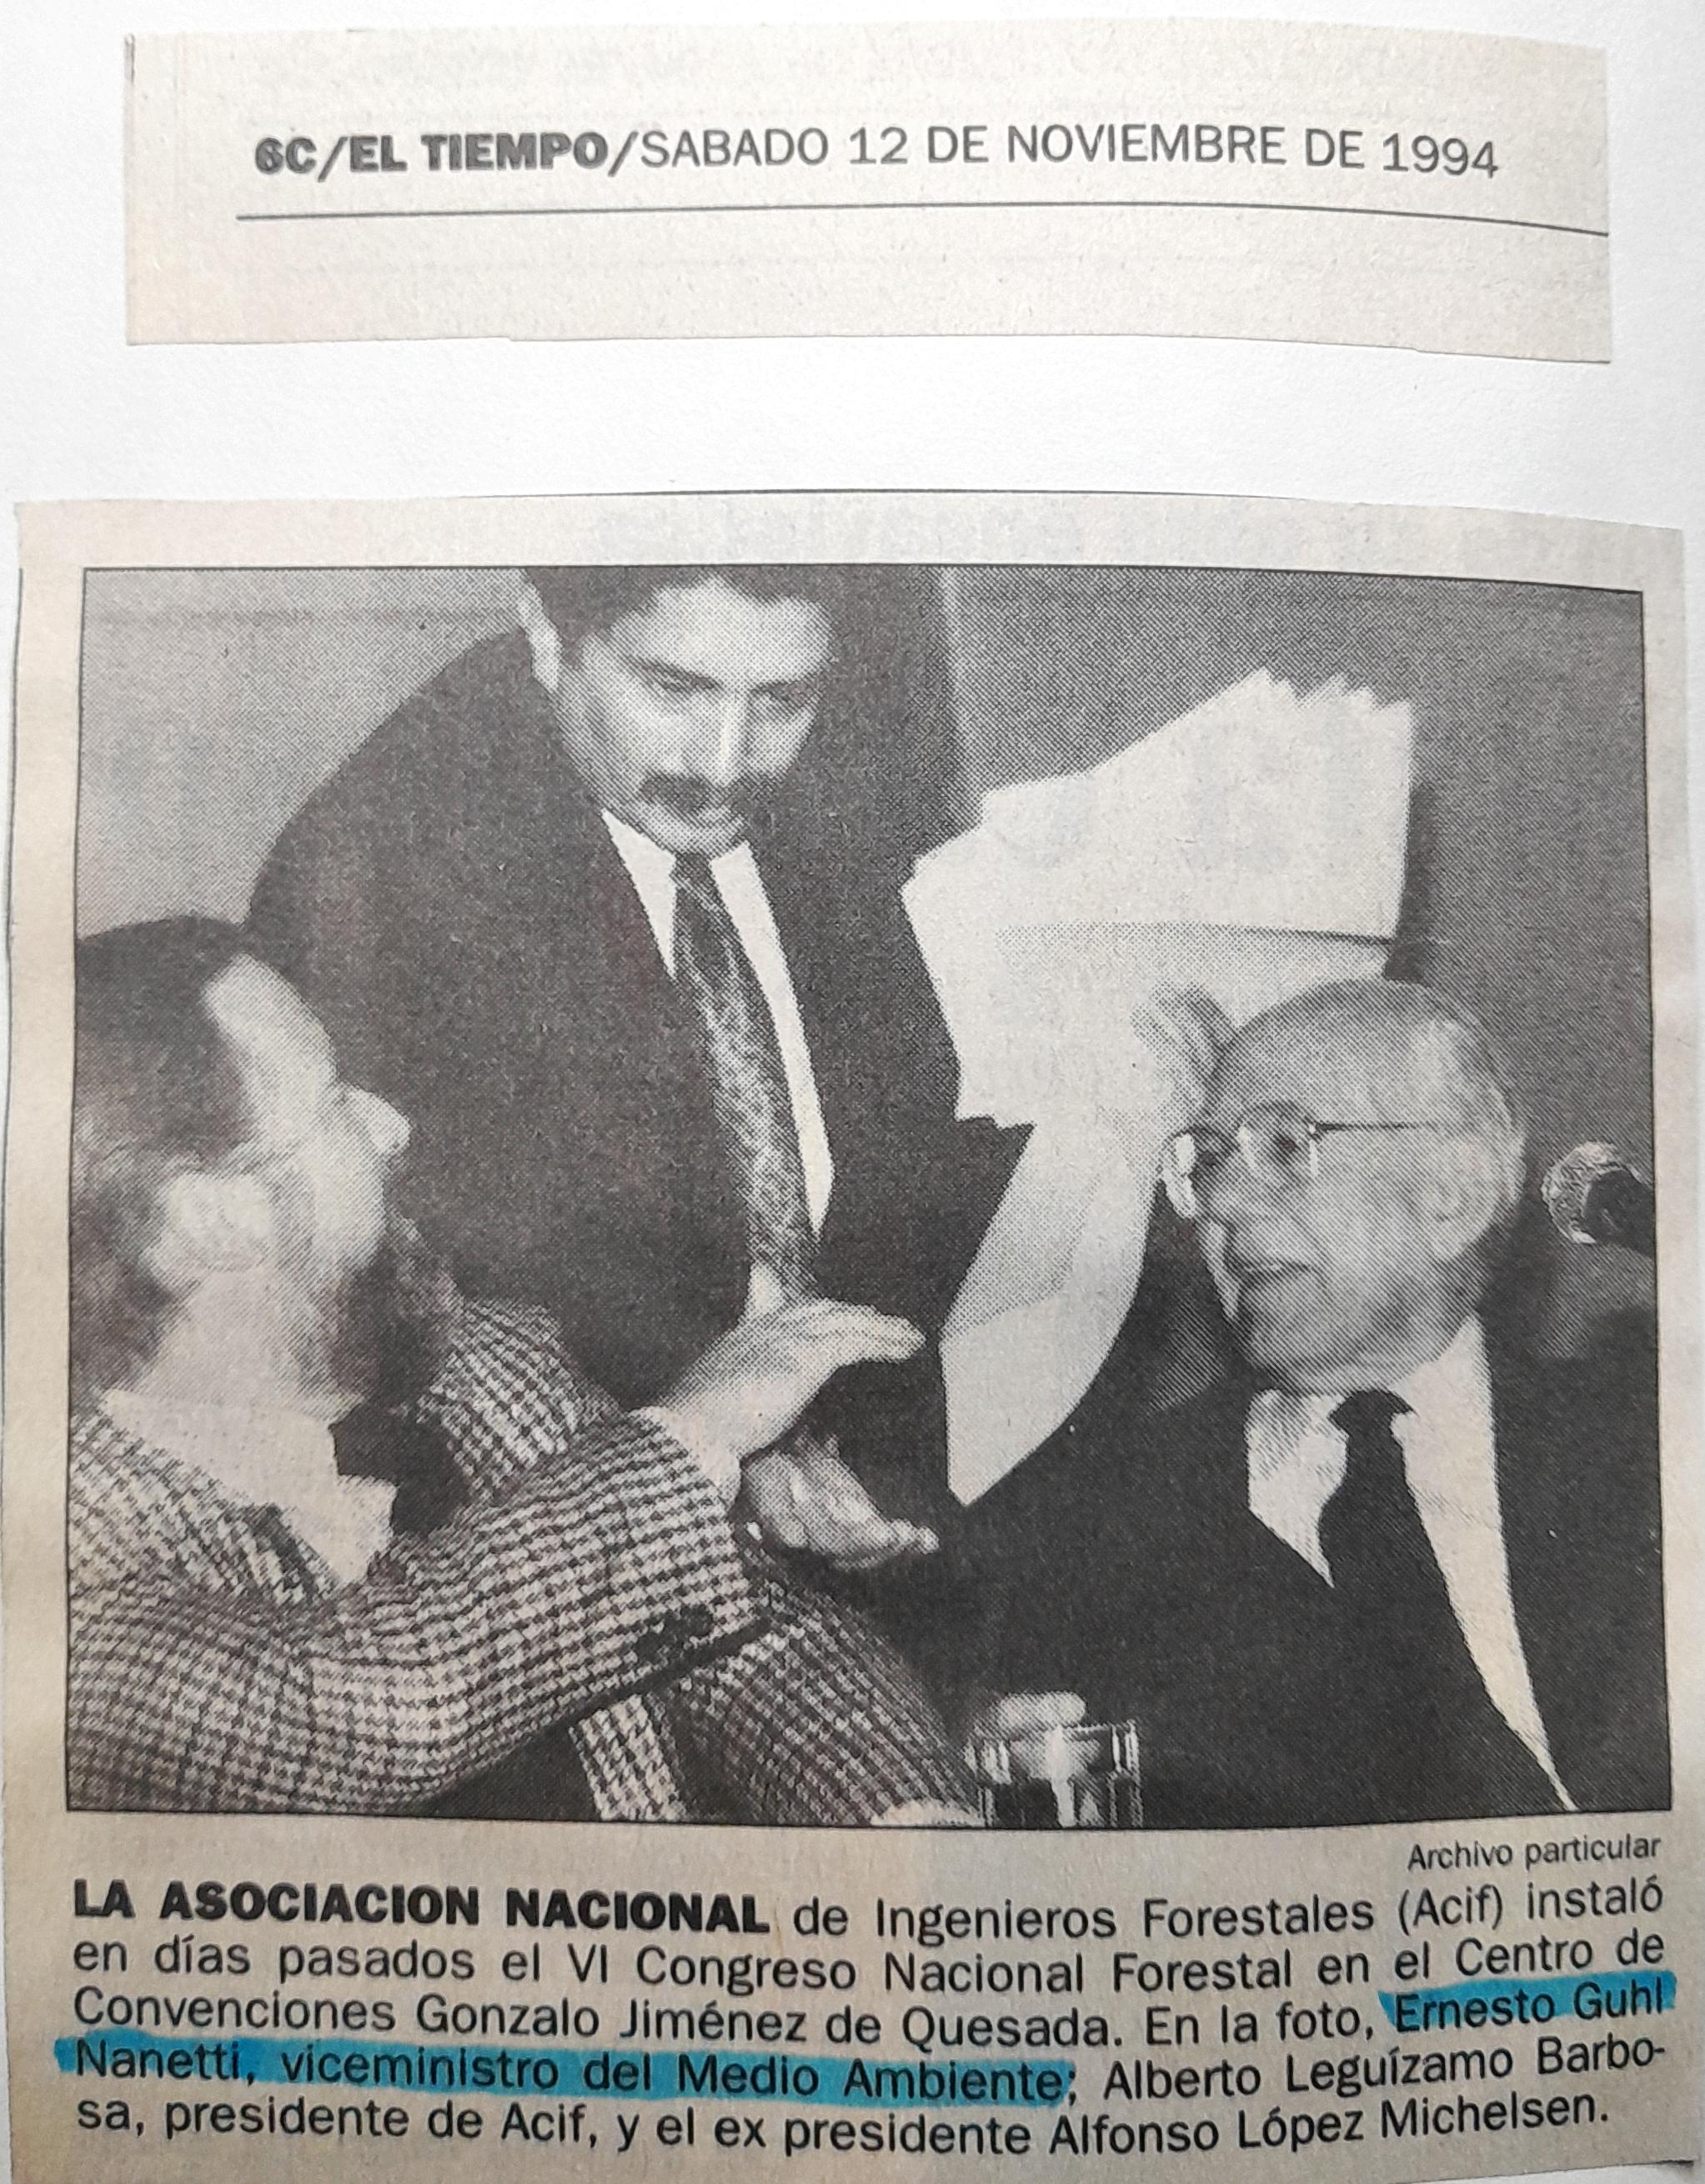 6C/EL TIEMPO/SABADO 12 DE NOVIEMBRE DE 1994
Archivo particular
LA ASOCIACION NACIONAL de Ingenieros Forestales (Acif) instaló
en días pasados el VI Congreso Nacional Forestal en el Centro de
Convenciones Gonzalo Jiménez de Quesada. En la foto, Ernesto Guhl
Nanetti, viceministro del Medio Ambiente; Alberto Leguízamo Barbo-
sa, presidente de Acif, y el ex presidente Alfonso López Michelsen.